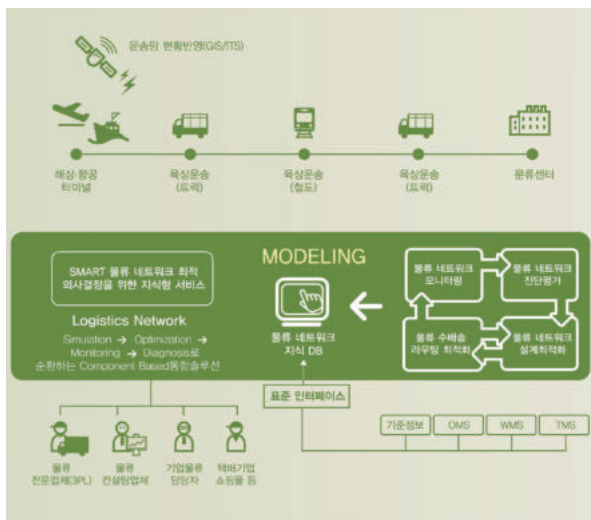 운송망 현황반영(GIS/ITS)
해상·항공
터미널
육상운송
(트럭)
육상운송
(철도)
육상운송
(트럭)
문류센터
SMART 물류 네트워크 최적
의사결정을 위한 지식형 서비스
Logistics Network
Simulation → Optimization →
Monitoring → Diagnosis로
순환하는 Component Based통합솔루션
MODELING
물류 네트워크
지식 DB
물류 네트워크
모니터링
물류 네트워크
진단평가
물류 수배송
라우팅 최적화
물류 네트워크
설계최적화
표준 인터페이스
기준정보
OMS
WMS
TMS
물류
전문업체(3PL)
물류
컨설팅업체
기업물류
담당자
택배기업
쇼핑몰 등